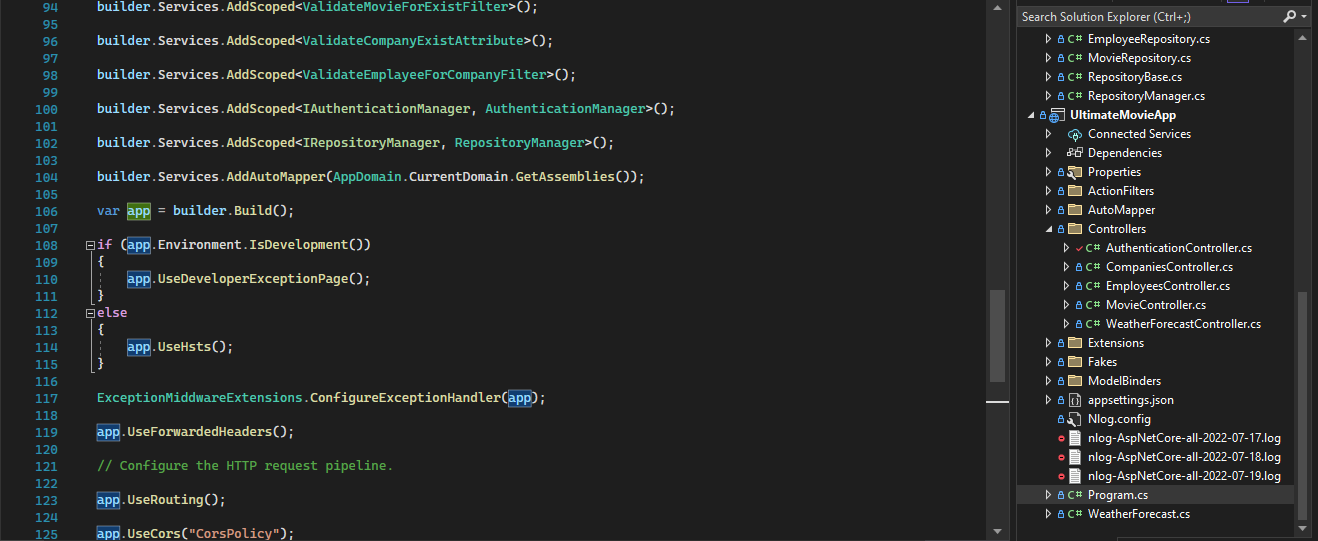 94 builder.Services.AddScoped<ValidateMovieForExistFilter>();
95
96 builder.Services.AddScoped<ValidateCompanyExistAttribute>();
97
98 builder.Services.AddScoped<ValidateEmplayeeForCompanyFilter>();
99
100 builder.Services.AddScoped<IAuthenticationManager, AuthenticationManager>();
101
102 builder.Services.AddScoped<IRepositoryManager, RepositoryManager>();
103
104 builder.Services.AddAutoMapper(AppDomain.CurrentDomain.GetAssemblies());
105
106 var app = builder.Build();
107
108 if (app.Environment.IsDevelopment())
109 {
110 app.UseDeveloperExceptionPage();
111 }
112 else
113 {
114 app.UseHsts();
115 }
116
117 ExceptionMiddwareExtensions.ConfigureExceptionHandler(app);
118
119 app.UseForwardedHeaders();
120
121 // Configure the HTTP request pipeline.
122
123 app.UseRouting();
124
125 app.UseCors("CorsPolicy");
Search Solution Explorer (Ctrl+;)
C# EmployeeRepository.cs
C# MovieRepository.cs
C# RepositoryBase.cs
C# RepositoryManager.cs
UltimateMovieApp
Connected Services
Dependencies
Properties
ActionFilters
AutoMapper
Controllers
C# AuthenticationController.cs
C# CompaniesController.cs
C# EmployeesController.cs
C# MovieController.cs
C# WeatherForecastController.cs
Extensions
Fakes
ModelBinders
appsettings.json
Nlog.config
nlog-AspNetCore-all-2022-07-17.log
nlog-AspNetCore-all-2022-07-18.log
nlog-AspNetCore-all-2022-07-19.log
C# Program.cs
C# WeatherForecast.cs